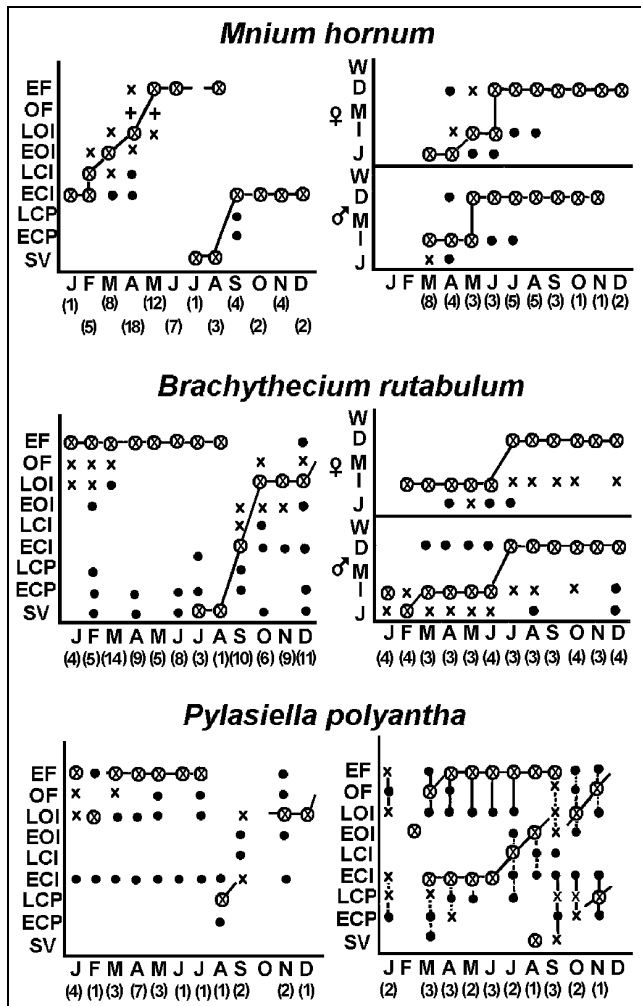 Mnium hornum
EF
OF
LOI
EOI
LCI
ECI
LCP
ECP
SV
J F M A M J J A S O N D
(1) (8) (12) (1) (4) (4)
(5) (18) (7) (3) (2) (2)
♀
W
D
M
I
J
♂
W
D
M
I
J
J F M A M J J A S O N D
(8) (4) (3) (3) (5) (5) (3) (1) (1) (2)
Brachythecium rutabulum
EF
OF
LOI
EOI
LCI
ECI
LCP
ECP
SV
J F M A M J J A S O N D
(4) (5) (14) (9) (5) (8) (3) (1) (10) (6) (9) (11)
♀
W
D
M
I
J
♂
W
D
M
I
J
J F M A M J J A S O N D
(4) (4) (3) (3) (3) (3) (3) (3) (3) (4) (3) (4)
Pylasiella polyantha
EF
OF
LOI
EOI
LCI
ECI
LCP
ECP
J F M A M J J A S O N D
(4) (1) (3) (7) (3) (1) (1) (1) (2) (2) (1)
EF
OF
LOI
EOI
LCI
ECI
LCP
ECP
SV
J F M A M J J A S O N D
(2) (3) (3) (3) (3) (2) (1) (3) (2) (1)